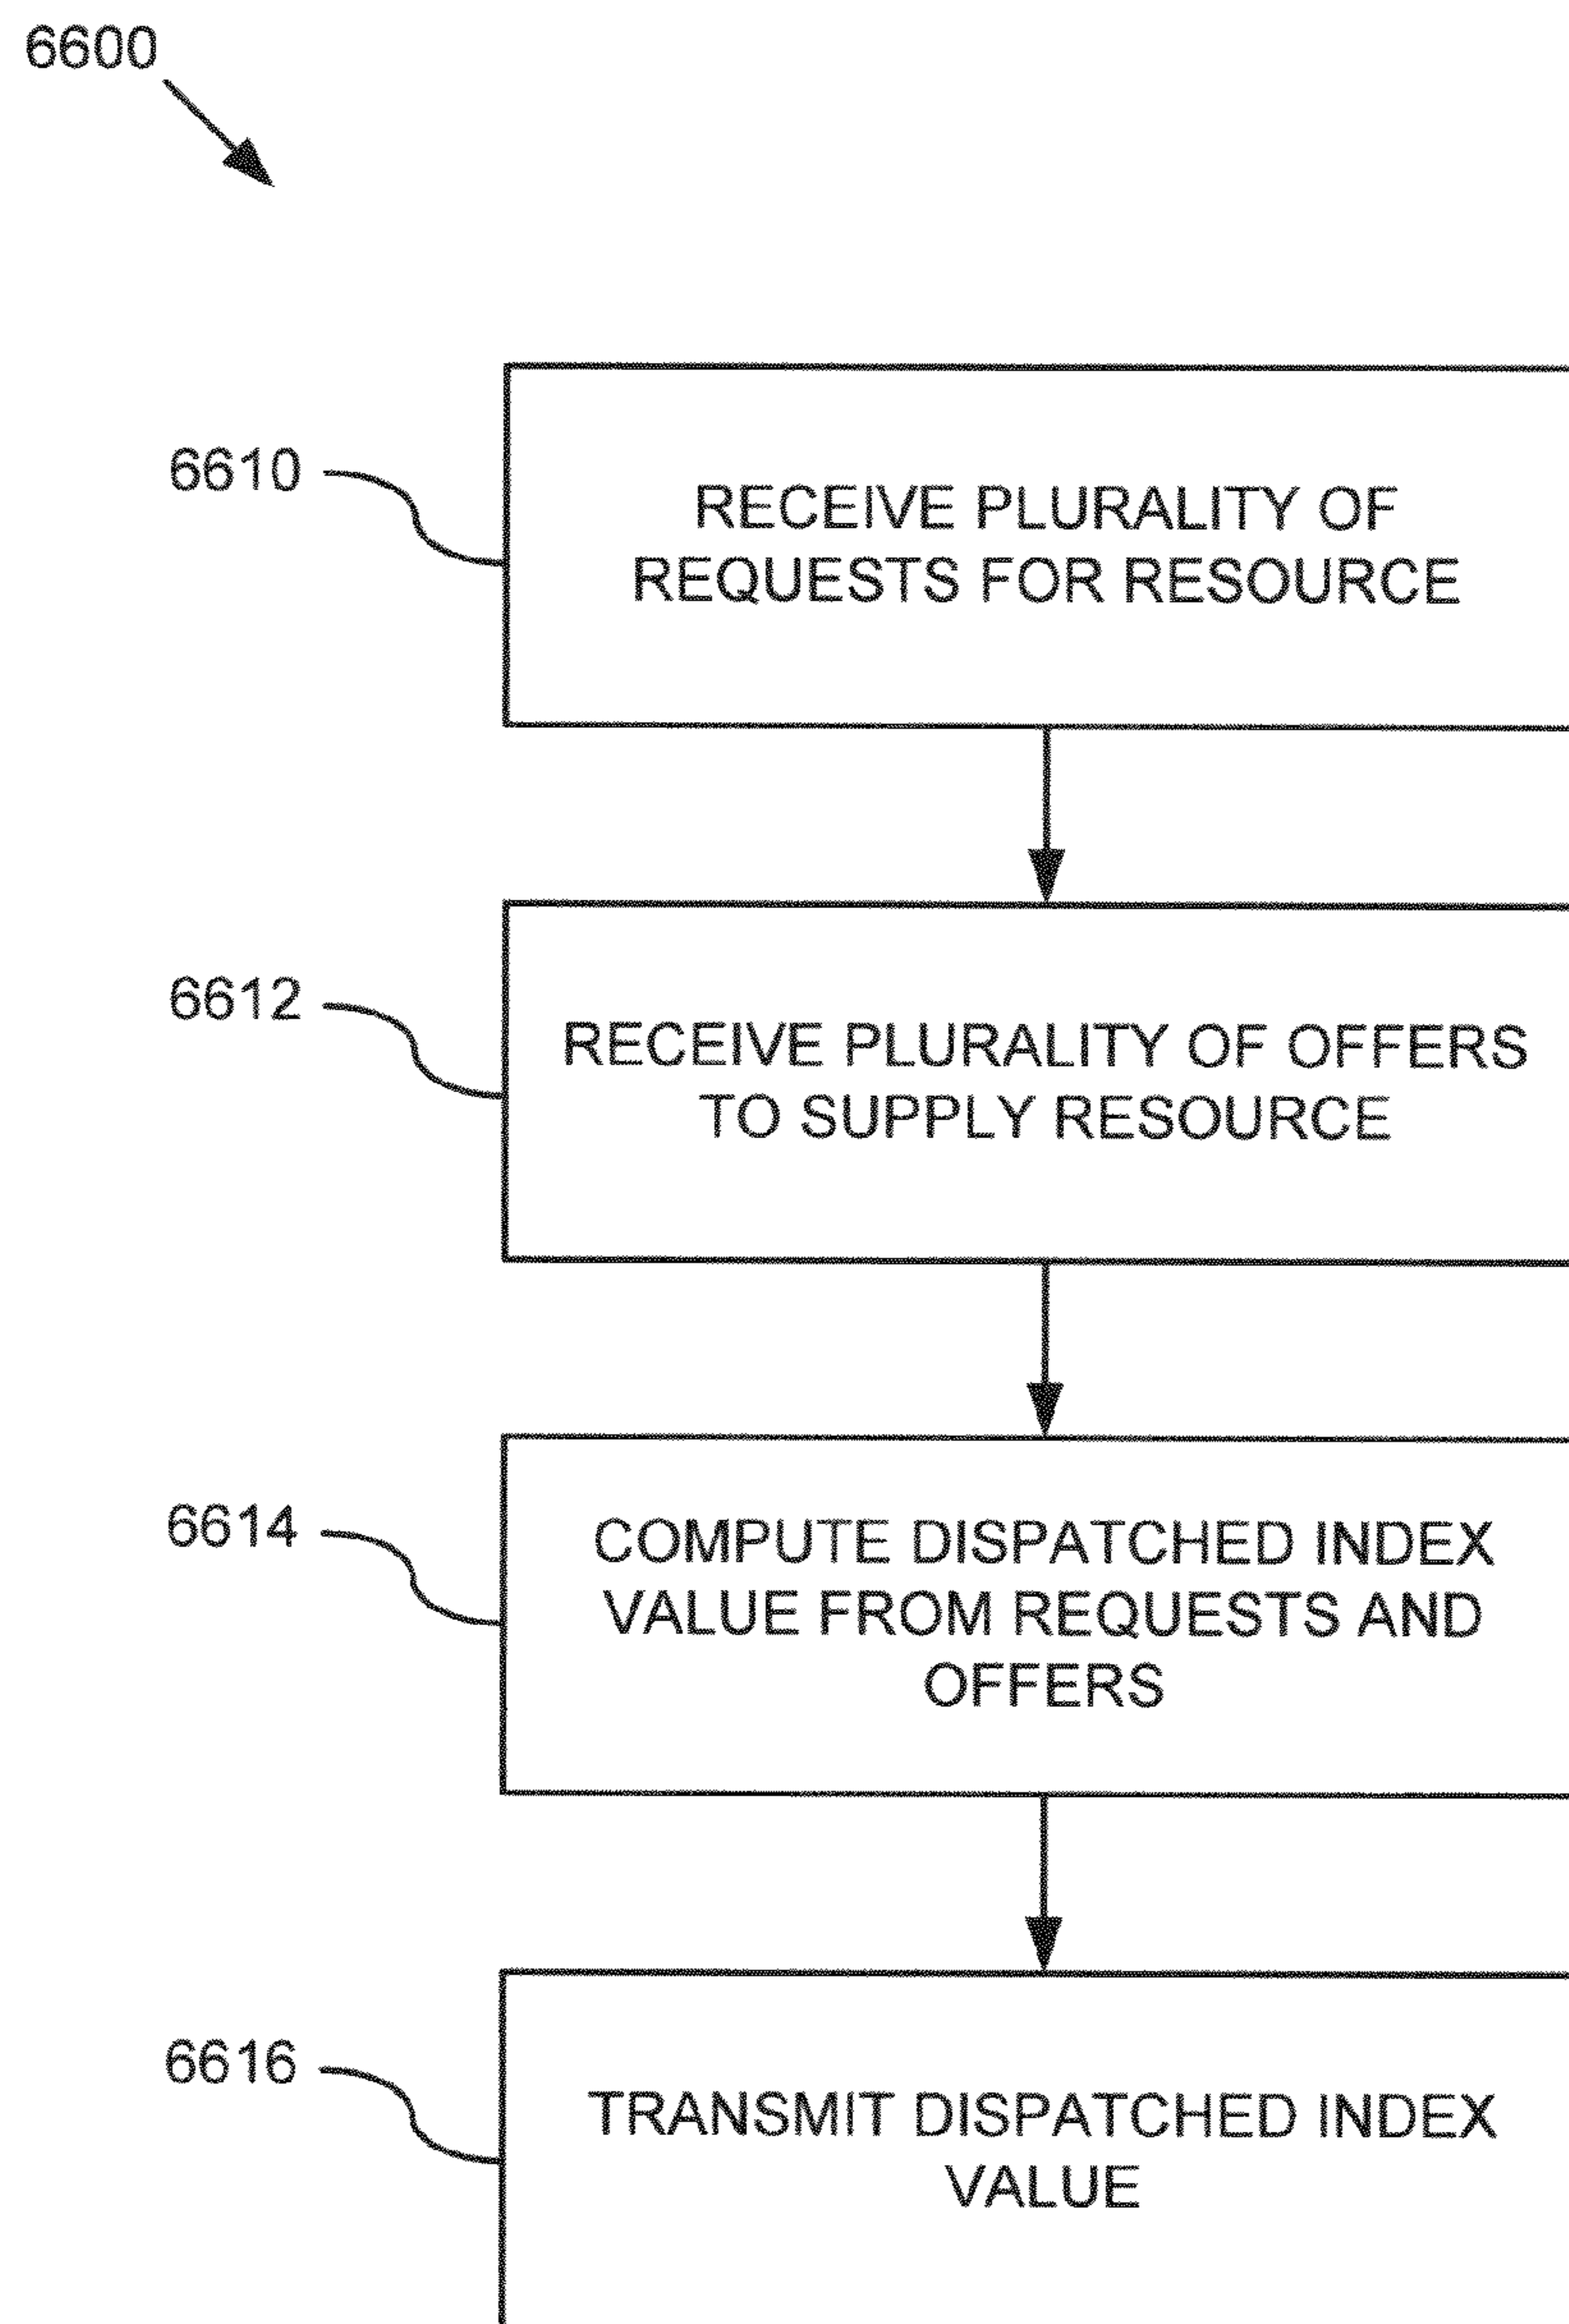 6600
6610
RECEIVE PLURALITY OF
REQUESTS FOR RESOURCE
6612
RECEIVE PLURALITY OF OFFERS
TO SUPPLY RESOURCE
6614
COMPUTE DISPATCHED INDEX
VALUE FROM REQUESTS AND
OFFERS
6616
TRANSMIT DISPATCHED INDEX
VALUE